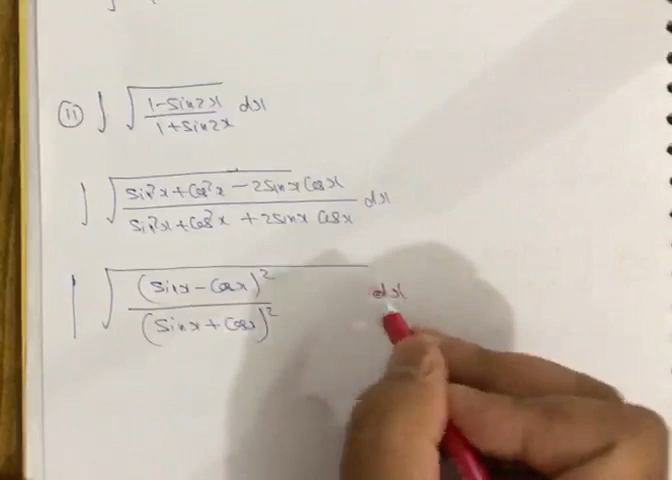 (11) ∫ √((1-sin2x)/(1+sin2x)) dx
∫ √((sin²x+cos²x-2sinx cosx)/(sin²x+cos²x+2sinx cosx)) dx
∫ √((sinx-cosx)²/(sinx+cosx)²) dx